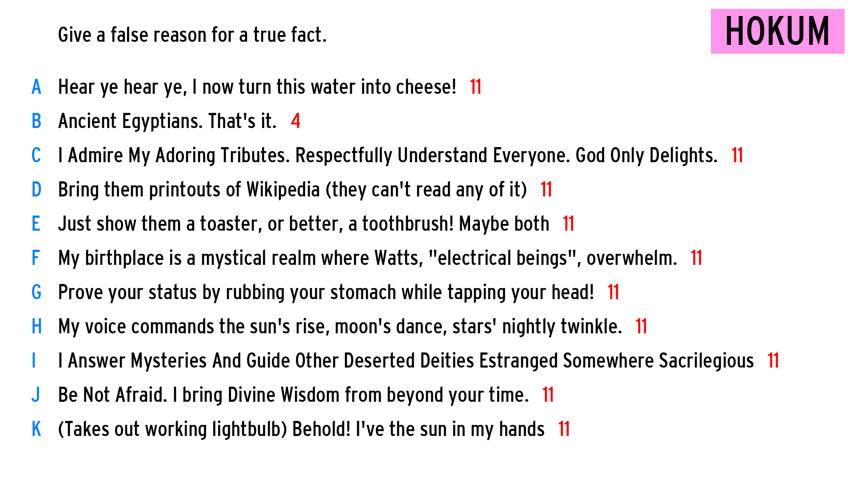 Give a false reason for a true fact.
HOKUM
A Hear ye hear ye, I now turn this water into cheese! 11
B Ancient Egyptians. That's it. 4
C I Admire My Adoring Tributes. Respectfully Understand Everyone. God Only Delights. 11
D Bring them printouts of Wikipedia (they can't read any of it) 11
E Just show them a toaster, or better, a toothbrush! Maybe both 11
F My birthplace is a mystical realm where Watts, "electrical beings", overwhelm. 11
G Prove your status by rubbing your stomach while tapping your head! 11
H My voice commands the sun's rise, moon's dance, stars' nightly twinkle. 11
I I Answer Mysteries And Guide Other Deserted Deities Estranged Somewhere Sacrilegious 11
J Be Not Afraid. I bring Divine Wisdom from beyond your time. 11
K (Takes out working lightbulb) Behold! I've the sun in my hands 11